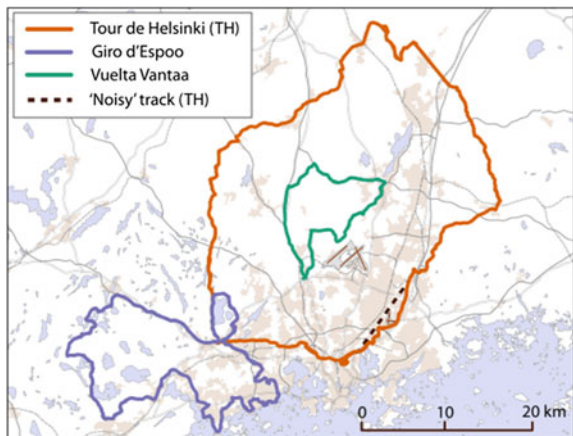 Tour de Helsinki (TH)
Giro d'Espoo
Vuelta Vantaa
'Noisy' track (TH)
0 10 20 km